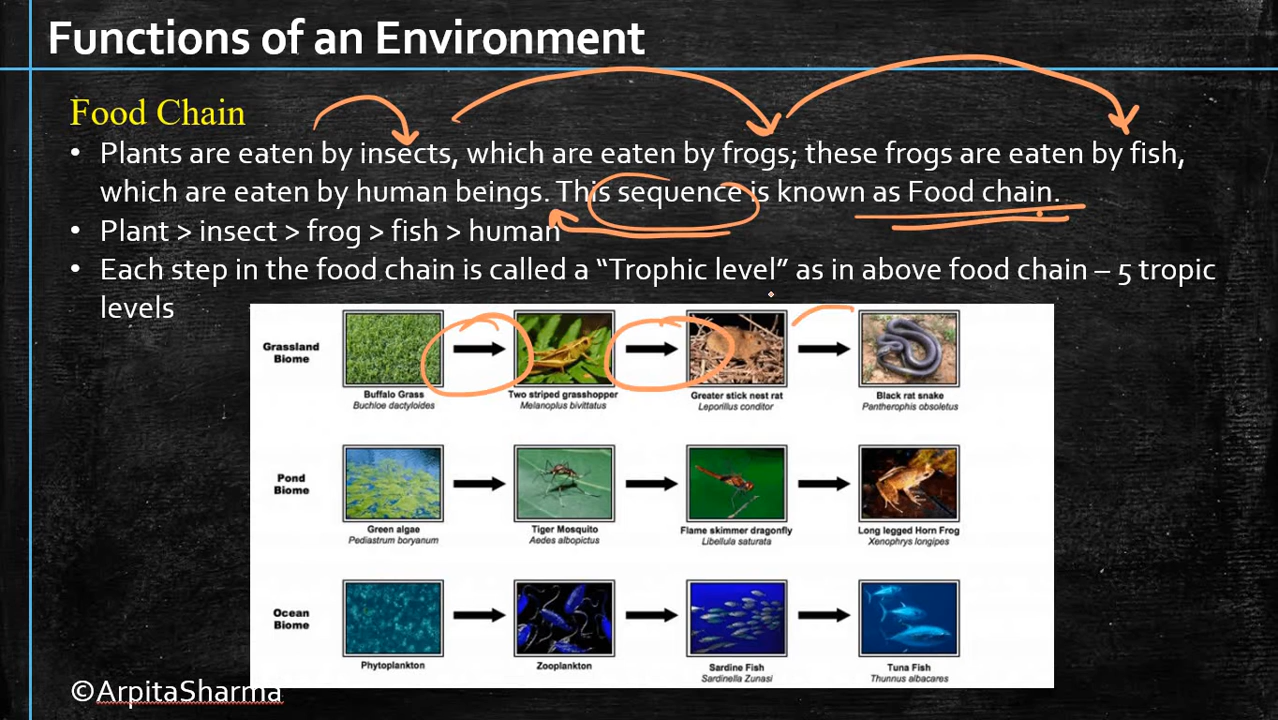 Functions of an Environment
Food Chain
• Plants are eaten by insects, which are eaten by frogs; these frogs are eaten by fish,
which are eaten by human beings. This sequence is known as Food chain.
• Plant > insect > frog > fish > human
• Each step in the food chain is called a “Trophic level” as in above food chain – 5 tropic
levels
Grassland
Biome
Buffalo Grass
Buchloe dactyloides
Two striped grasshopper
Melanoplus bivittatus
Greater stick nest rat
Leporillus conditor
Black rat snake
Pantherophis obsoletus
Pond
Biome
Green algae
Pediastrum boryanum
Tiger Mosquito
Aedes albopictus
Flame skimmer dragonfly
Libellula saturata
Long legged Horn Frog
Xenophrys longipes
Ocean
Biome
Phytoplankton
Zooplankton
Sardine Fish
Sardinella Zunasi
Tuna Fish
Thunnus albacares
©ArpitaSharma